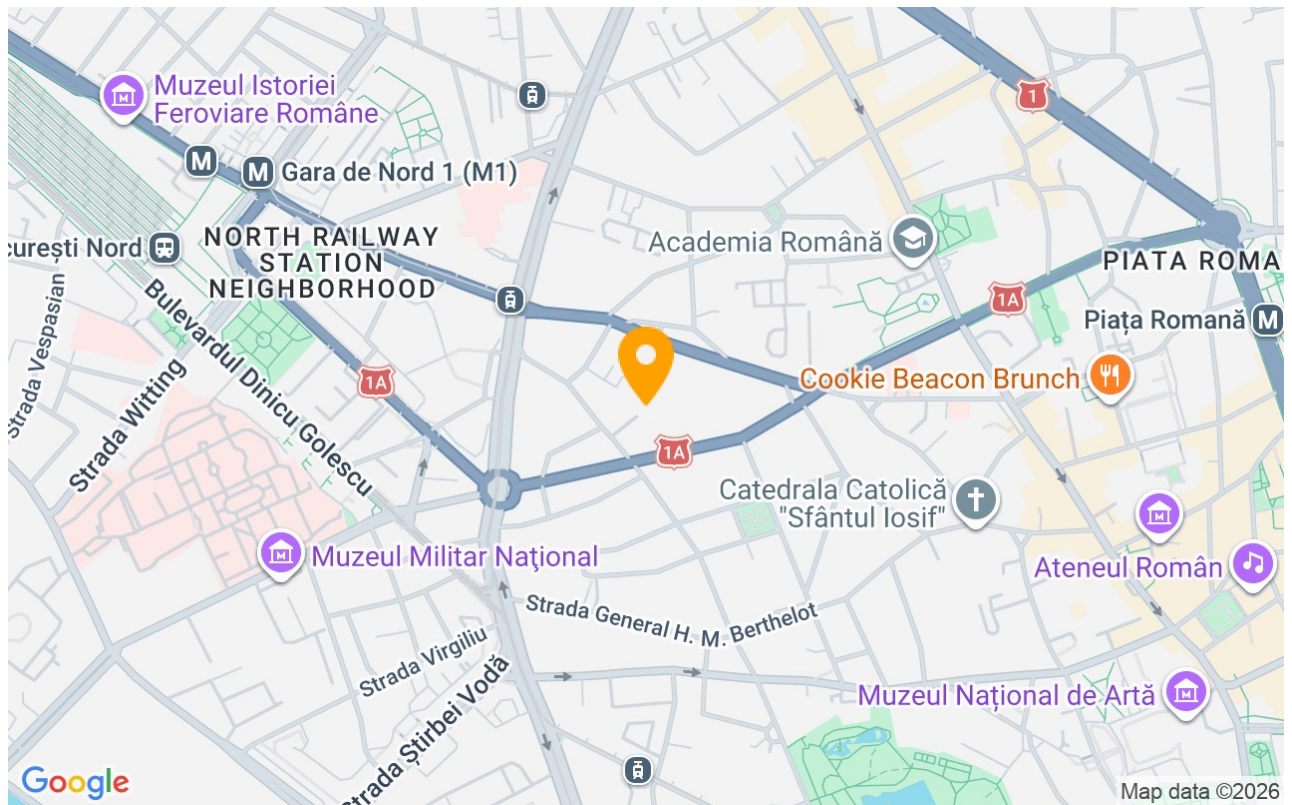 Muzeul Istoriei
Feroviare Române
1
M
M Gara de Nord 1 (M1)
curești Nord
NORTH RAILWAY
STATION
NEIGHBORHOOD
Academia Română
PIATA ROMA
1A
Piața Romană M
Strada Vespasian
Strada Witting
Bulevardul Dinicu Golescu
1A
Cookie Beacon Brunch
1A
Catedrala Catolică
"Sfântul Iosif"
Muzeul Militar Naţional
Ateneul Român
Strada General H. M. Berthelot
Strada Virgiliu
Strada Știrbei Vodă
Muzeul Național de Artă
Google
Map data ©2026